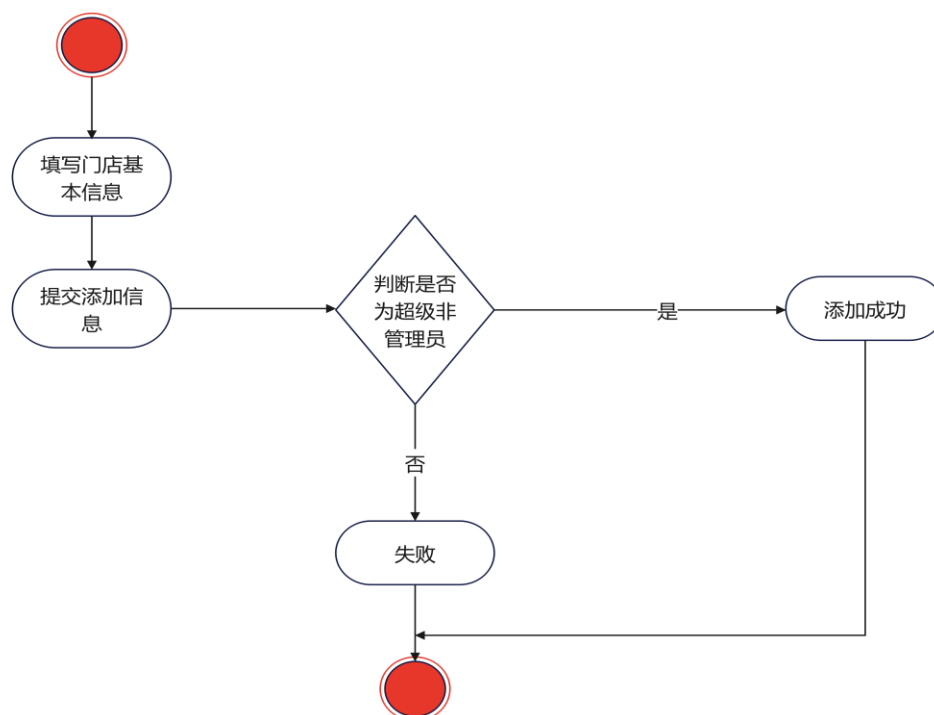 填写门店基
本信息
提交添加信
息
判断是否
为超级非
管理员
是
添加成功
否
失败